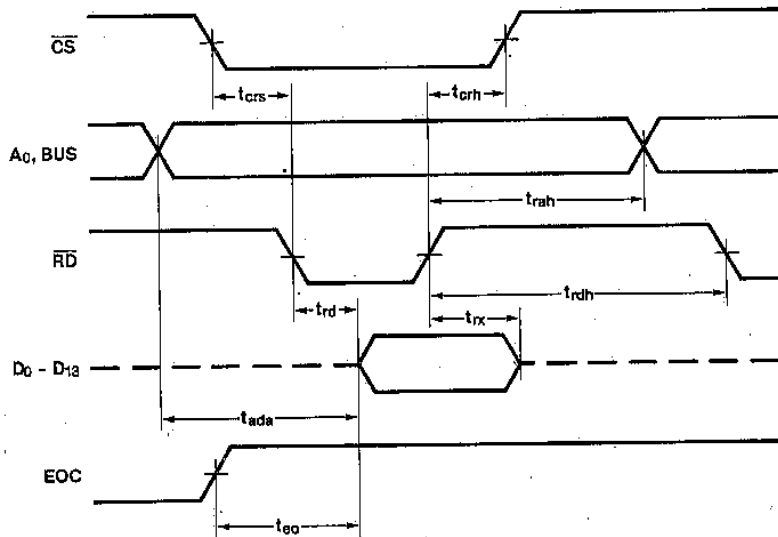 CS
tcrs
tcrh
A0, BUS
trah
RD
trd
trdh
trx
D0 - D13
tada
EOC
teo